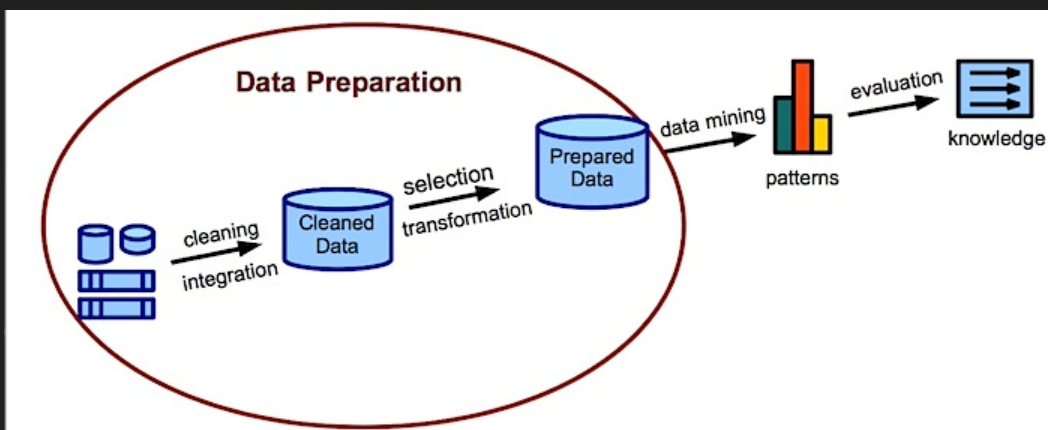 Data Preparation
cleaning
integration
Cleaned
Data
selection
transformation
Prepared
Data
data mining
patterns
evaluation
knowledge